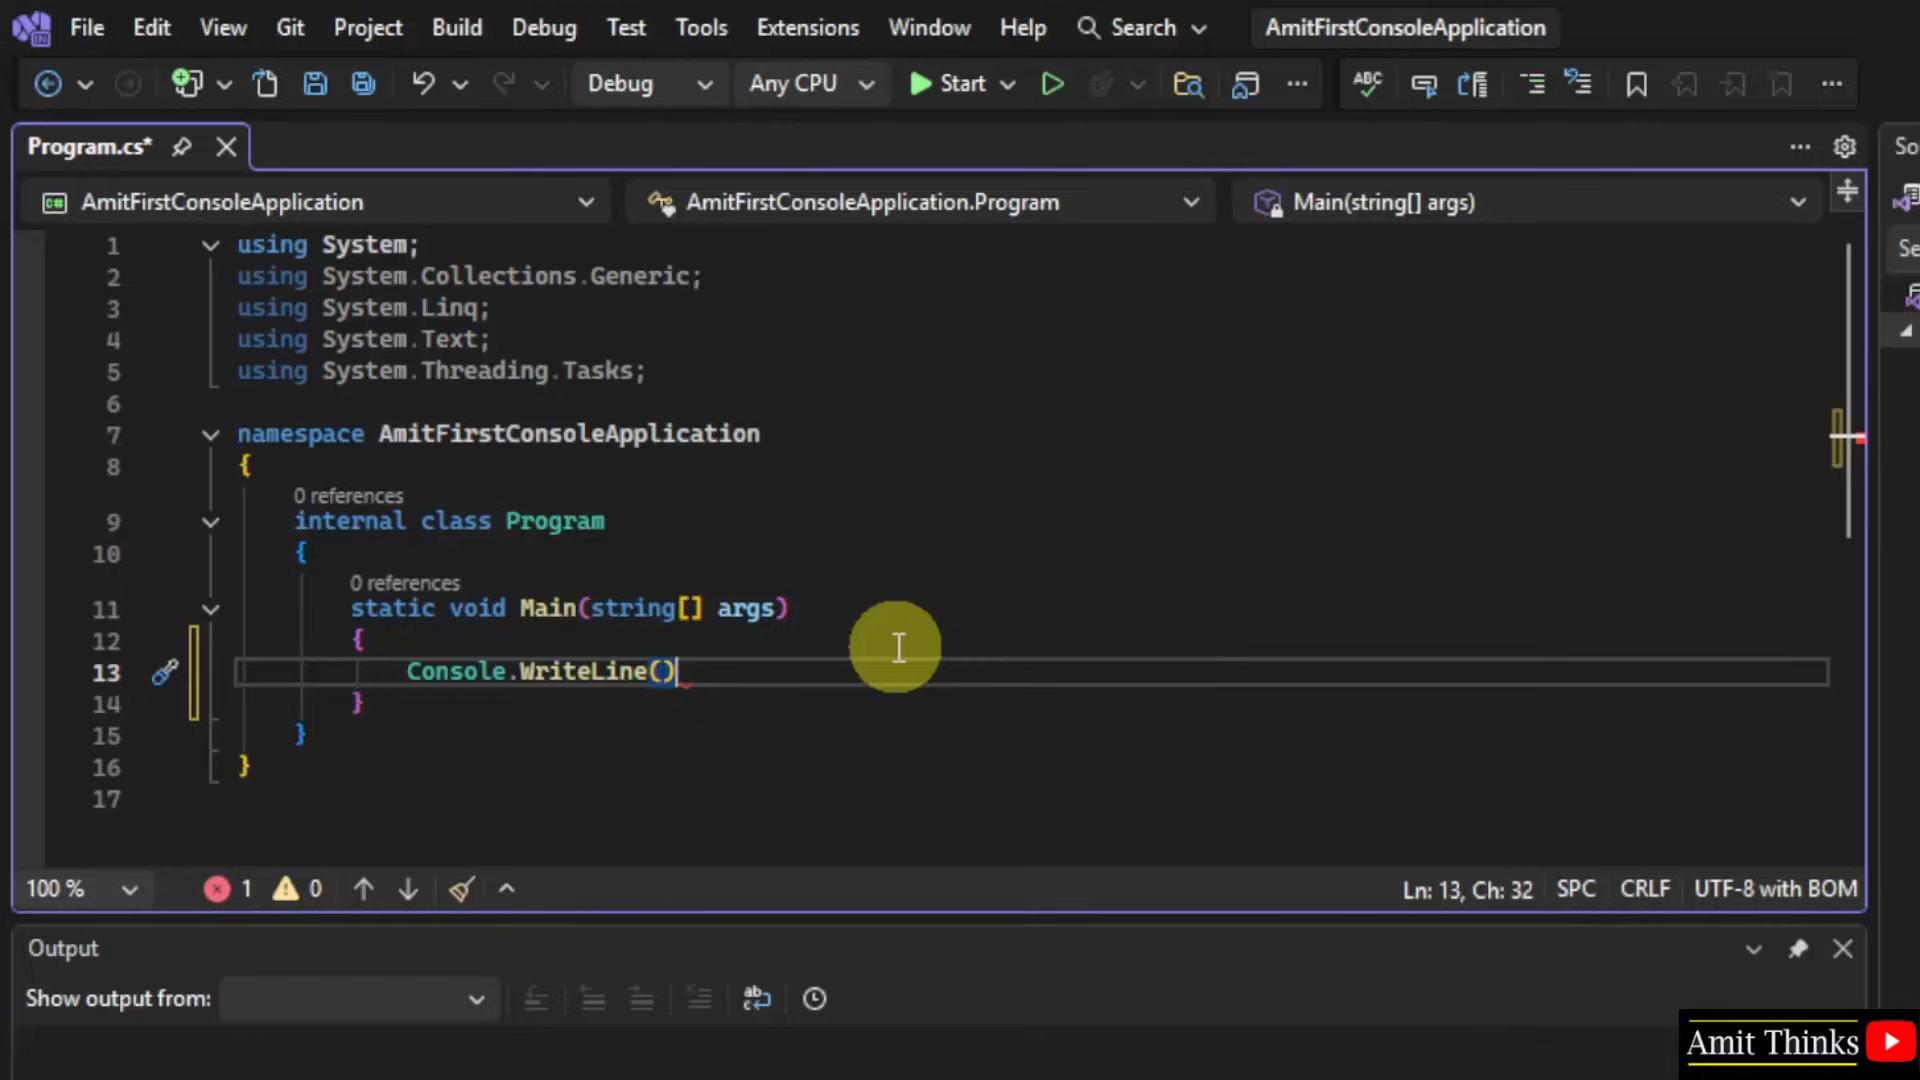 File Edit View Git Project Build Debug Test Tools Extensions Window Help Search AmitFirstConsoleApplication
Debug Any CPU Start
Program.cs*
So
AmitFirstConsoleApplication AmitFirstConsoleApplication.Program Main(string[] args)
Se
1 using System;
2 using System.Collections.Generic;
3 using System.Linq;
4 using System.Text;
5 using System.Threading.Tasks;
6
7 namespace AmitFirstConsoleApplication
8 {
0 references
9 internal class Program
10 {
0 references
11 static void Main(string[] args)
12 {
13 Console.WriteLine()
14 }
15 }
16 }
17
100 % 1 0 Ln: 13, Ch: 32 SPC CRLF UTF-8 with BOM
Output
Show output from:
Amit Thinks